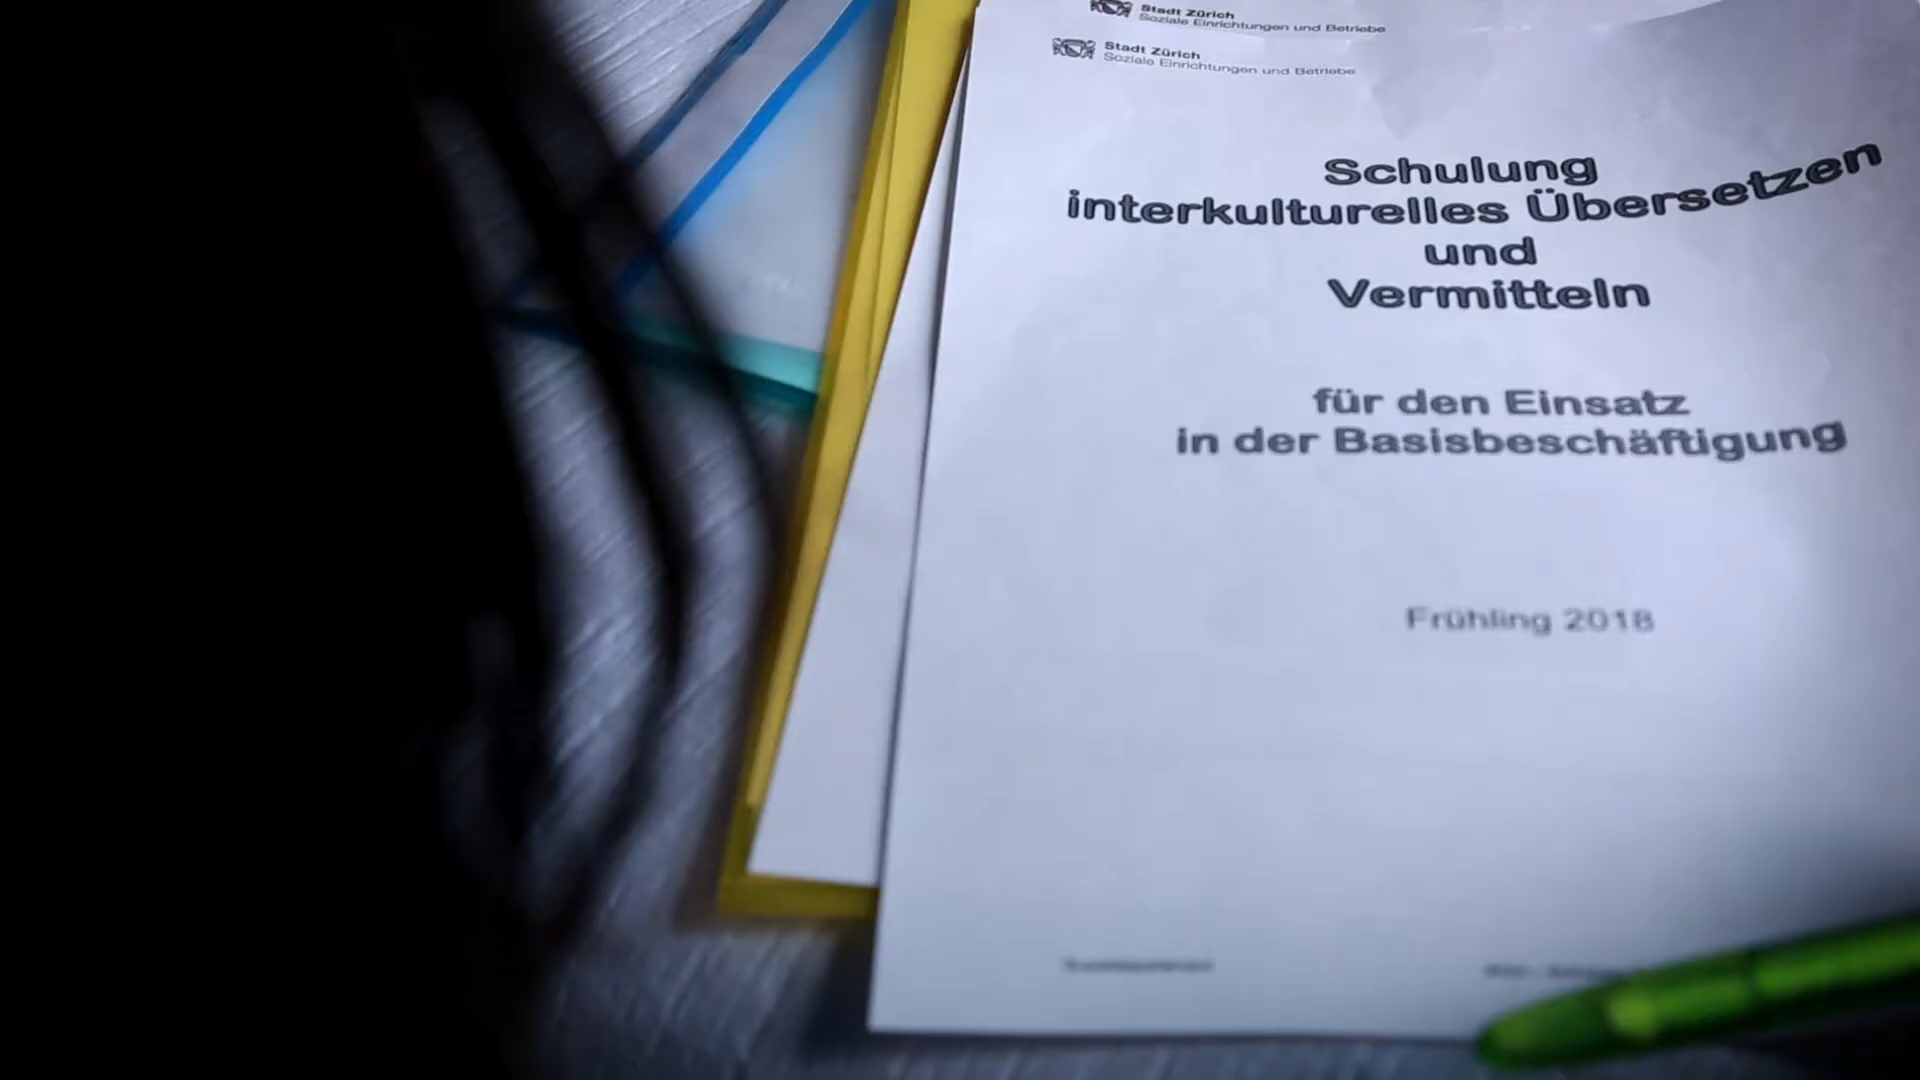 Stadt Zürich
Soziale Einrichtungen und Betriebe
Stadt Zürich
Soziale Einrichtungen und Betriebe
Schulung
interkulturelles Übersetzen
und
Vermitteln
für den Einsatz
in der Basisbeschäftigung
Frühling 2018